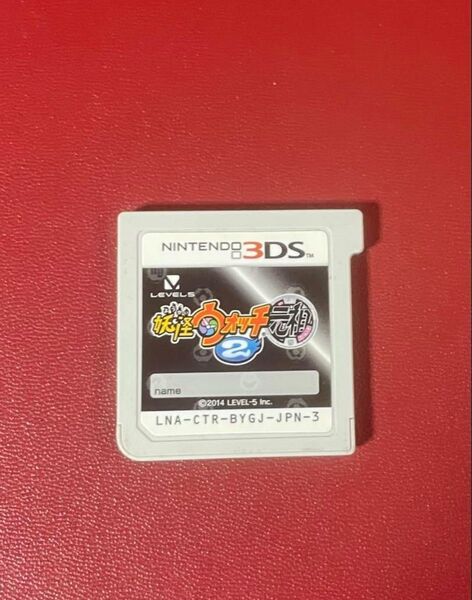 NINTENDO 3DS™
LEVEL5
妖怪ウォッチ2 元祖
name
©2014 LEVEL-5 Inc.
LNA-CTR-BYGJ-JPN-3